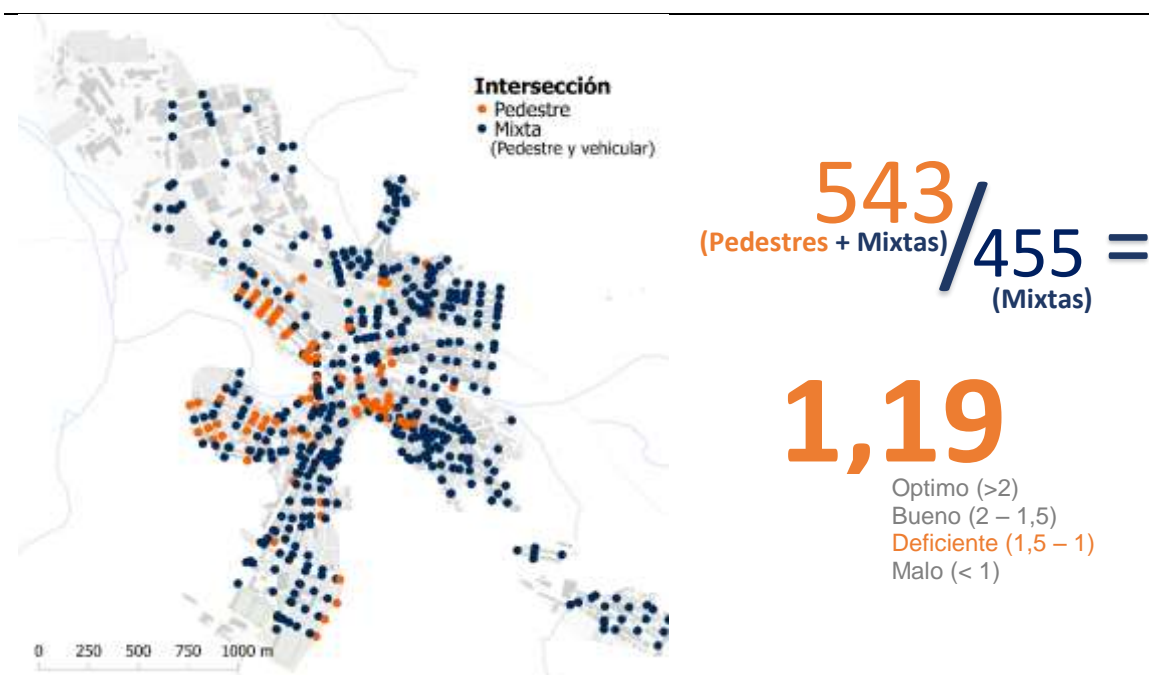 Intersección
Pedestre
Mixta
(Pedestre y vehicular)
0 250 500 750 1000 m
543
(Pedestres + Mixtas)
/455 =
(Mixtas)
1,19
Optimo (>2)
Bueno (2 – 1,5)
Deficiente (1,5 – 1)
Malo (< 1)